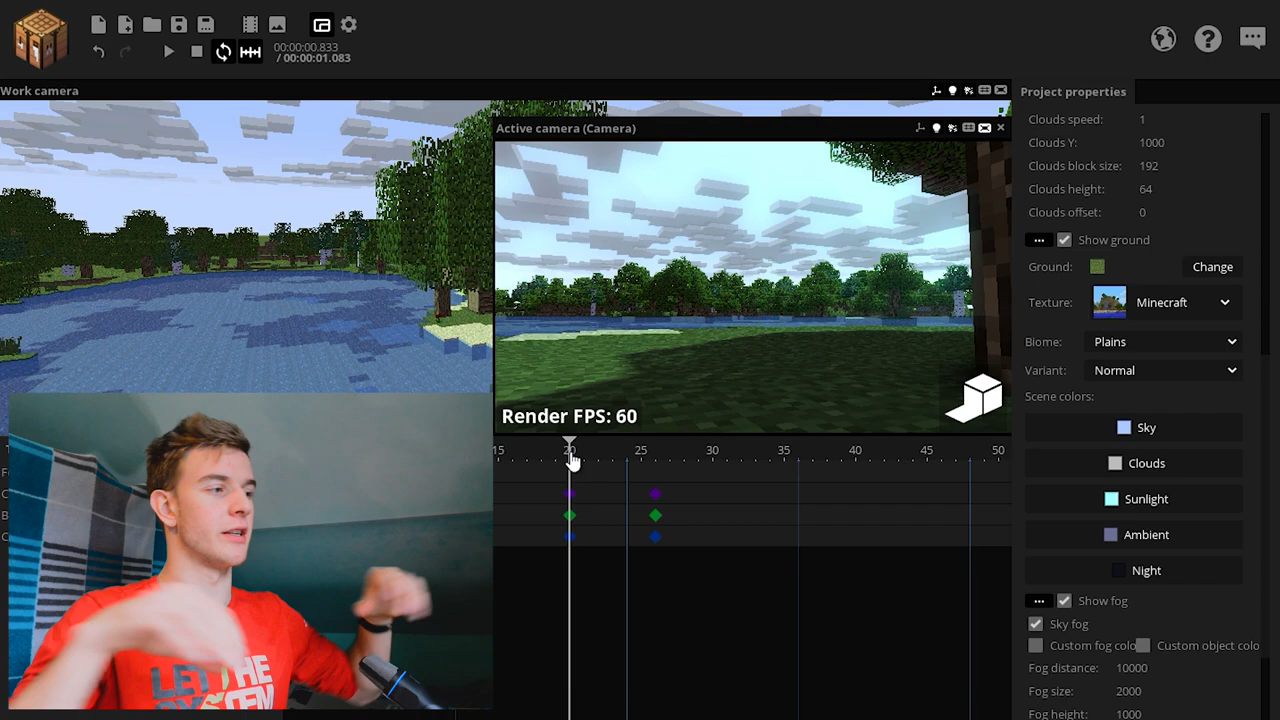 00:00:00.833
/ 00:00:01.083
Work camera
Active camera (Camera)
Render FPS: 60
15 20 25 30 35 40 45 50
LET THE
SYSTEM
Project properties
Clouds speed: 1
Clouds Y: 1000
Clouds block size: 192
Clouds height: 64
Clouds offset: 0
Show ground
Ground: Change
Texture: Minecraft
Biome: Plains
Variant: Normal
Scene colors:
Sky
Clouds
Sunlight
Ambient
Night
Show fog
Sky fog
Custom fog colo Custom object colo
Fog distance: 10000
Fog size: 2000
Fog height: 1000